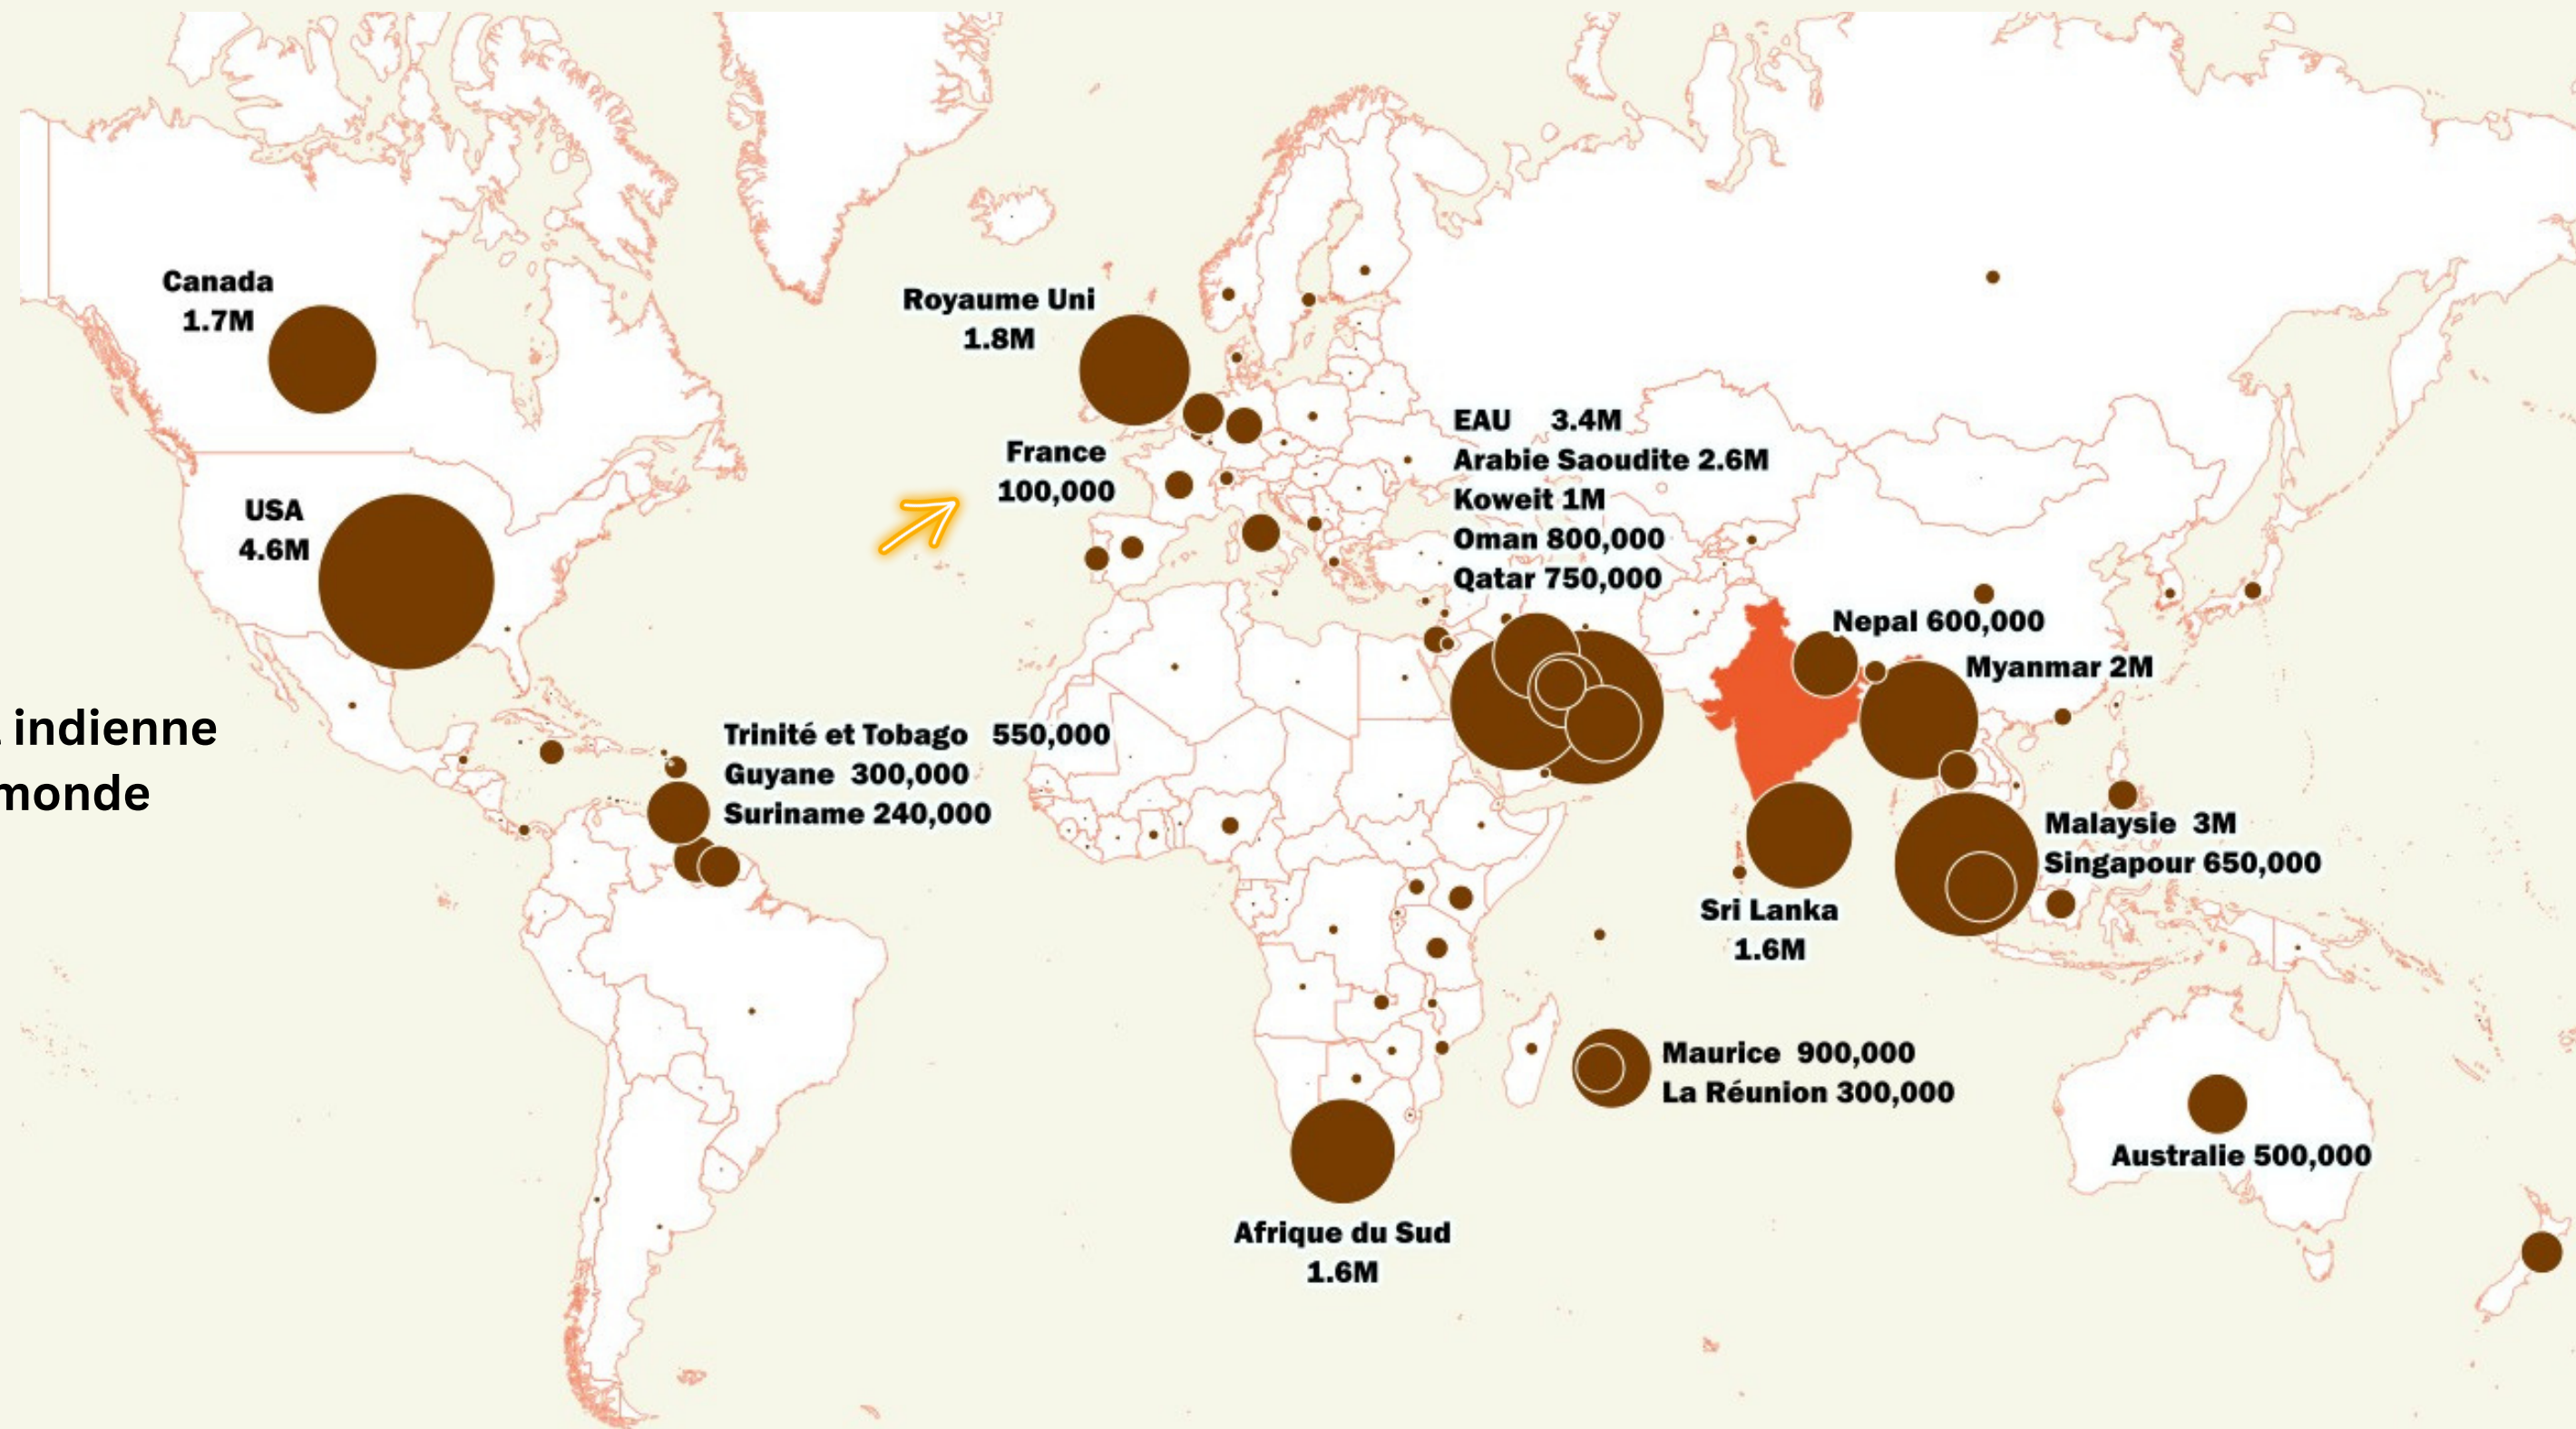 Canada
1.7M
USA
4.6M
indienne
monde
Royaume Uni
1.8M
France
100,000
EAU 3.4M
Arabie Saoudite 2.6M
Koweit 1M
Oman 800,000
Qatar 750,000
Nepal 600,000
Myanmar 2M
Trinité et Tobago 550,000
Guyane 300,000
Suriname 240,000
Malaysie 3M
Singapour 650,000
Sri Lanka
1.6M
Maurice 900,000
La Réunion 300,000
Australie 500,000
Afrique du Sud
1.6M